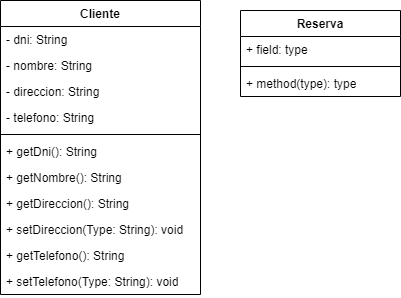 Cliente
- dni: String
- nombre: String
- direccion: String
- telefono: String
+ getDni(): String
+ getNombre(): String
+ getDireccion(): String
+ setDireccion(Type: String): void
+ getTelefono(): String
+ setTelefono(Type: String): void
Reserva
+ field: type
+ method(type): type